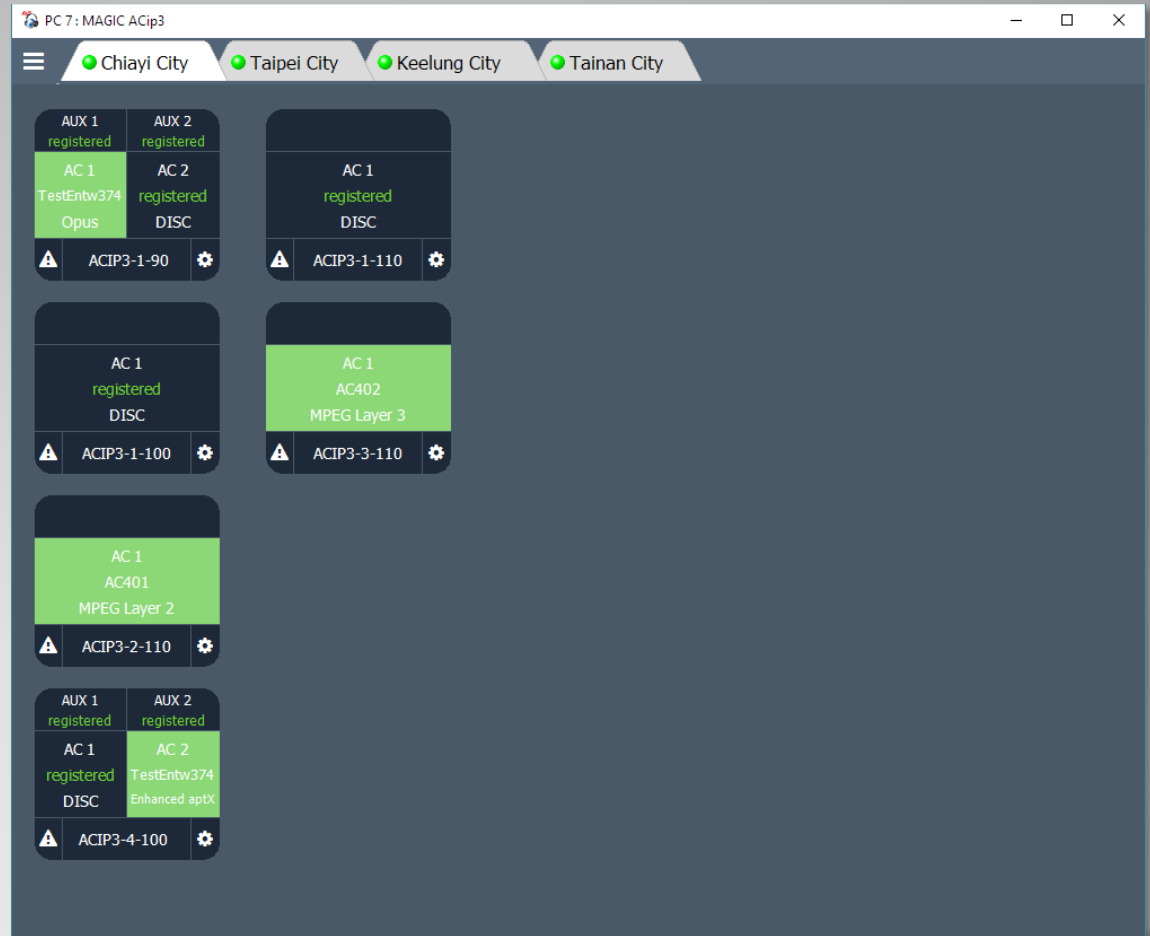 PC 7 : MAGIC ACip3
Chiayi City
Taipei City
Keelung City
Tainan City
AUX 1
registered
AUX 2
registered
AC 1
TestEntw374
Opus
AC 2
registered
DISC
ACIP3-1-90
AC 1
registered
DISC
ACIP3-1-110
AC 1
registered
DISC
ACIP3-1-100
AC 1
AC402
MPEG Layer 3
ACIP3-3-110
AC 1
AC401
MPEG Layer 2
ACIP3-2-110
AUX 1
registered
AUX 2
registered
AC 1
registered
DISC
AC 2
TestEntw374
Enhanced aptX
ACIP3-4-100